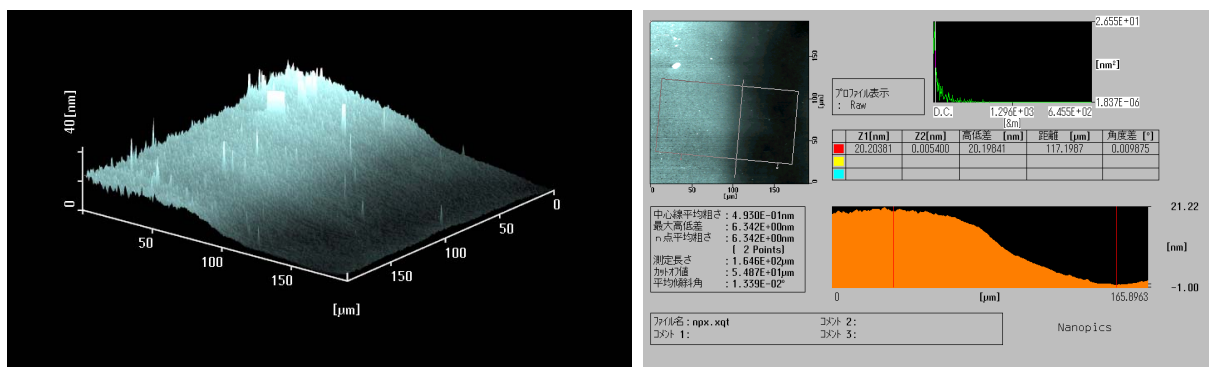 40 [nm]
0
50
100
150
[µm]
150
100
50
0
150
100
[µm]
50
0
0 50 100 150
[µm]
プロファイル表示
: Raw
2.655E+01
[nm²]
1.837E-06
D.C. 1.296E+03 6.455E+02
[&m]
Z1[nm] Z2[nm] 高低差 [nm] 距離 [µm] 角度差 [°]
20.20381 0.005400 20.19841 117.1987 0.009875
中心線平均粗さ : 4.930E-01nm
最大高低差 : 6.342E+00nm
n点平均粗さ : 6.342E+00nm
[ 2 Points]
測定長さ : 1.646E+02µm
カットオフ値 : 5.487E+01µm
平均傾斜角 : 1.339E-02°
21.22
[nm]
-1.00
0 [µm] 165.8963
ファイル名 : npx.xqt コメント 2:
コメント 1: コメント 3:
Nanopics